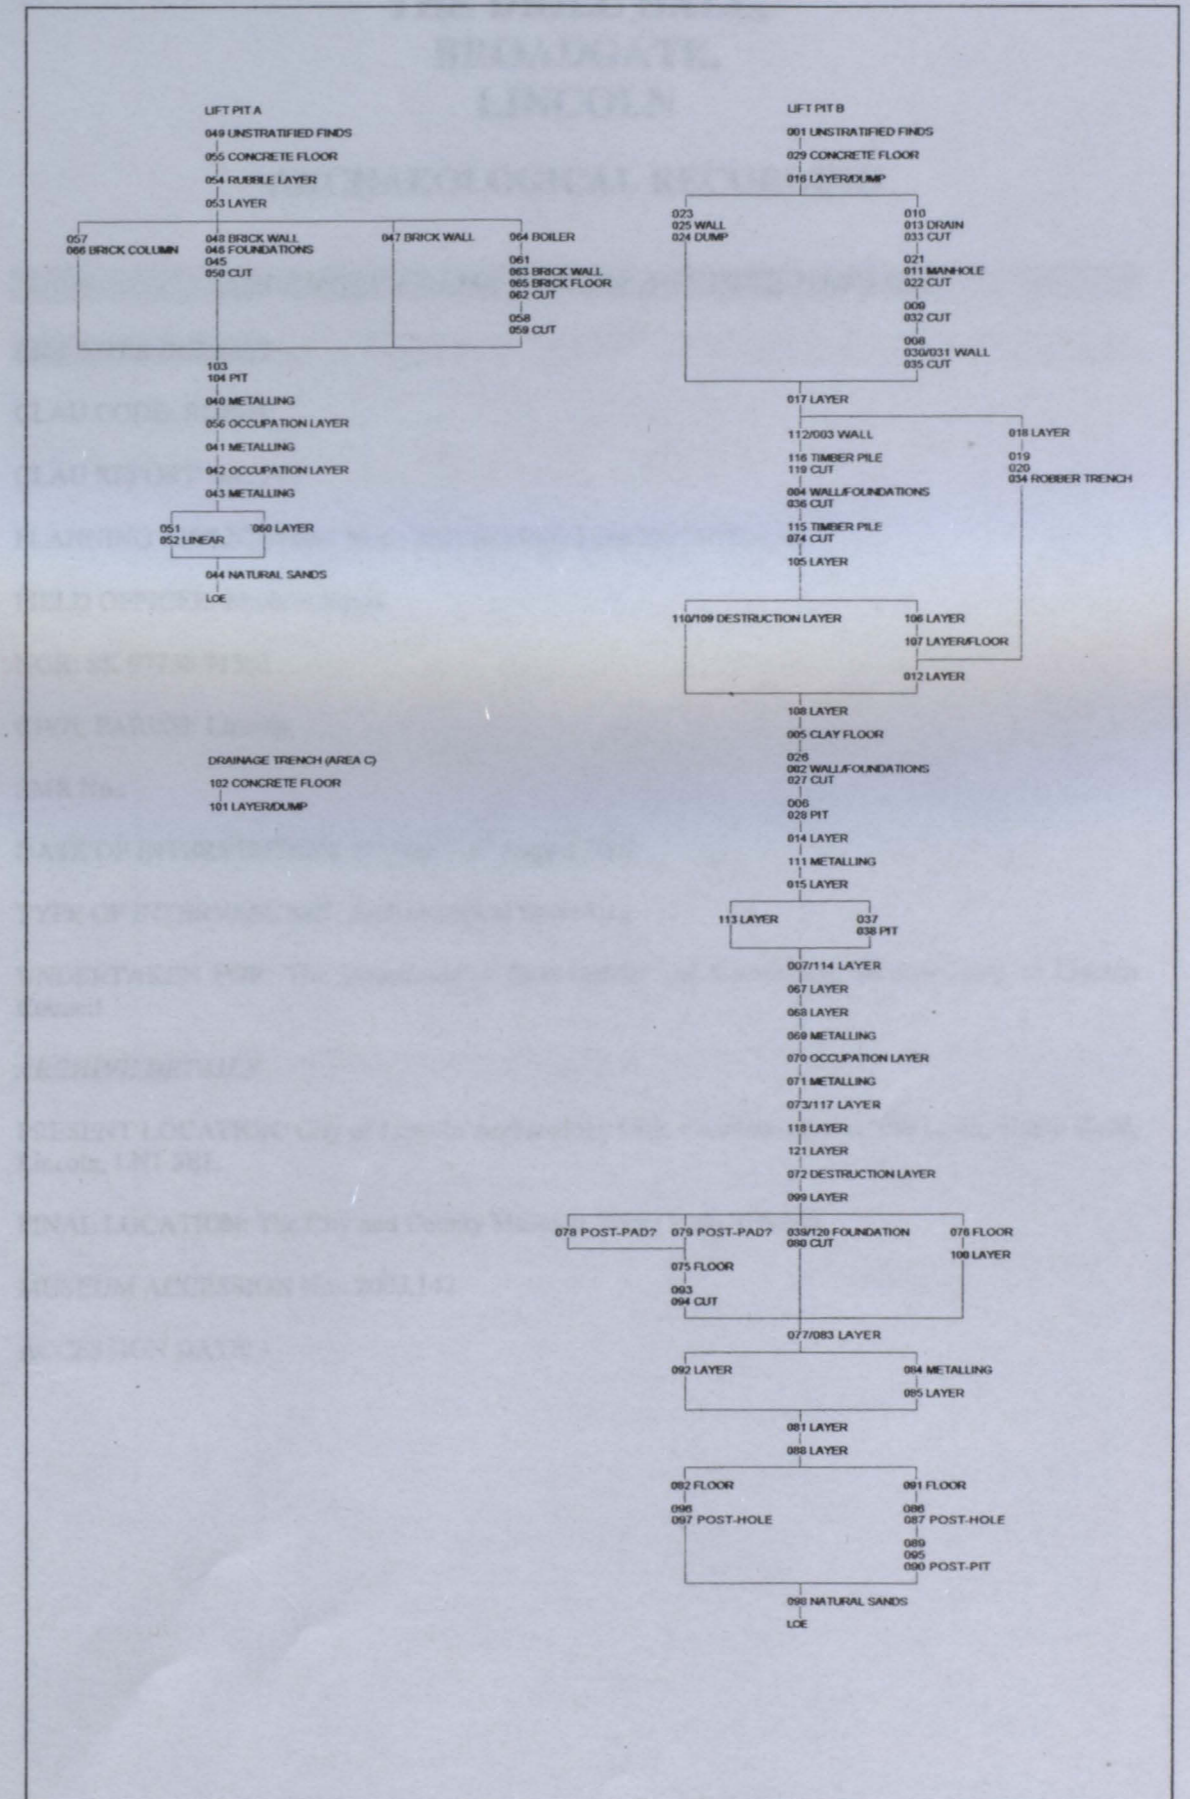 THE DRILL HALL,
BROADGATE,
LINCOLN
LIFT PIT A
049 UNSTRATIFIED FINDS
055 CONCRETE FLOOR
054 RUBBLE LAYER
053 LAYER
057
066 BRICK COLUMN
048 BRICK WALL
046 FOUNDATIONS
045
050 CUT
047 BRICK WALL
064 BOILER
061
063 BRICK WALL
065 BRICK FLOOR
062 CUT
058
059 CUT
103
104 PIT
040 METALLING
056 OCCUPATION LAYER
041 METALLING
042 OCCUPATION LAYER
043 METALLING
051
052 LINEAR
060 LAYER
044 NATURAL SANDS
LOE
DRAINAGE TRENCH (AREA C)
102 CONCRETE FLOOR
101 LAYER/DUMP
LIFT PIT B
001 UNSTRATIFIED FINDS
029 CONCRETE FLOOR
016 LAYER/DUMP
023
025 WALL
024 DUMP
010
013 DRAIN
033 CUT
021
011 MANHOLE
022 CUT
009
032 CUT
008
030/031 WALL
035 CUT
017 LAYER
112/003 WALL
116 TIMBER PILE
119 CUT
004 WALL/FOUNDATIONS
036 CUT
115 TIMBER PILE
074 CUT
105 LAYER
018 LAYER
019
020
034 ROBBER TRENCH
110/109 DESTRUCTION LAYER
106 LAYER
107 LAYER/FLOOR
012 LAYER
108 LAYER
005 CLAY FLOOR
026
002 WALL/FOUNDATIONS
027 CUT
006
028 PIT
014 LAYER
111 METALLING
015 LAYER
113 LAYER
037
038 PIT
007/114 LAYER
067 LAYER
068 LAYER
069 METALLING
070 OCCUPATION LAYER
071 METALLING
073/117 LAYER
118 LAYER
121 LAYER
072 DESTRUCTION LAYER
099 LAYER
078 POST-PAD?
079 POST-PAD?
075 FLOOR
093
094 CUT
039/120 FOUNDATION
080 CUT
076 FLOOR
100 LAYER
077/083 LAYER
092 LAYER
084 METALLING
085 LAYER
081 LAYER
088 LAYER
082 FLOOR
096
097 POST-HOLE
091 FLOOR
086
087 POST-HOLE
089
095
090 POST-PIT
098 NATURAL SANDS
LOE